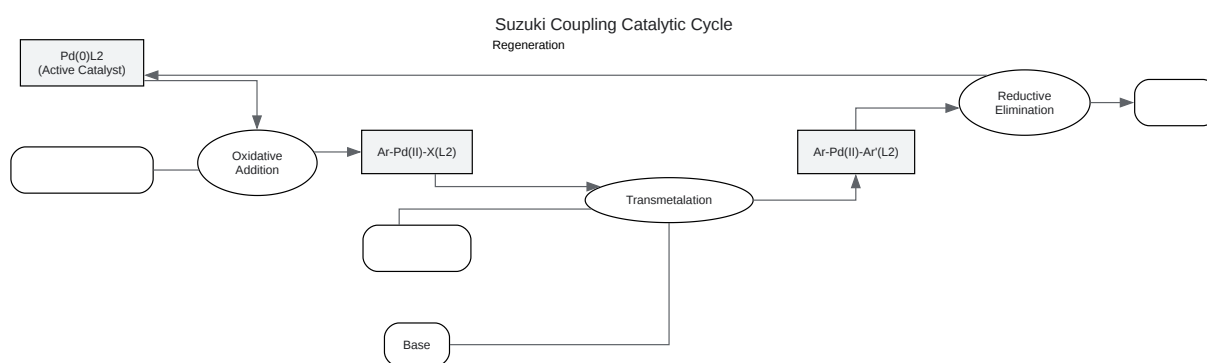 Suzuki Coupling Catalytic Cycle
Regeneration
Pd(0)L2
(Active Catalyst)
Oxidative
Addition
Ar-Pd(II)-X(L2)
Transmetalation
Ar-Pd(II)-Ar'(L2)
Reductive
Elimination
Base